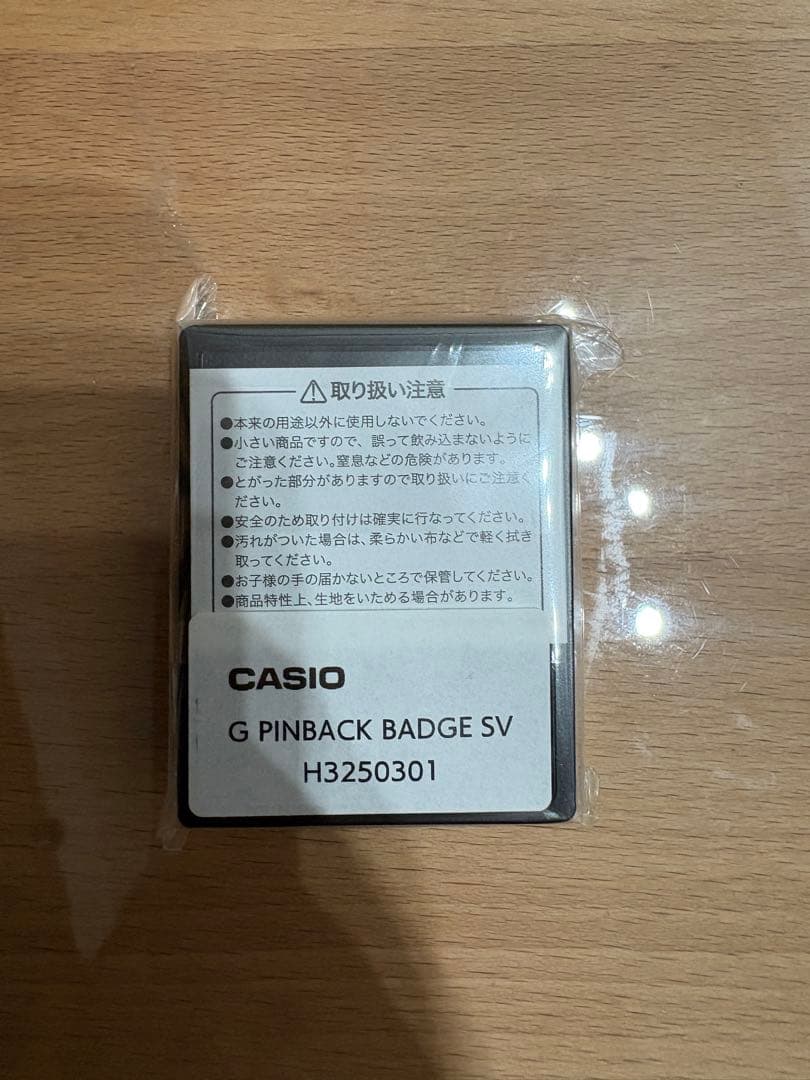 ⚠取り扱い注意
●本来の用途以外に使用しないでください。
●小さい商品ですので、誤って飲み込まないように
ご注意ください。窒息などの危険があります。
●とがった部分がありますので取り扱いにご注意く
ださい。
●安全のため取り付けは確実に行なってください。
●汚れがついた場合は、柔らかい布などで軽く拭き
取ってください。
●お子様の手の届かないところで保管してください。
●商品特性上、生地をいためる場合があります。
CASIO
G PINBACK BADGE SV
H3250301